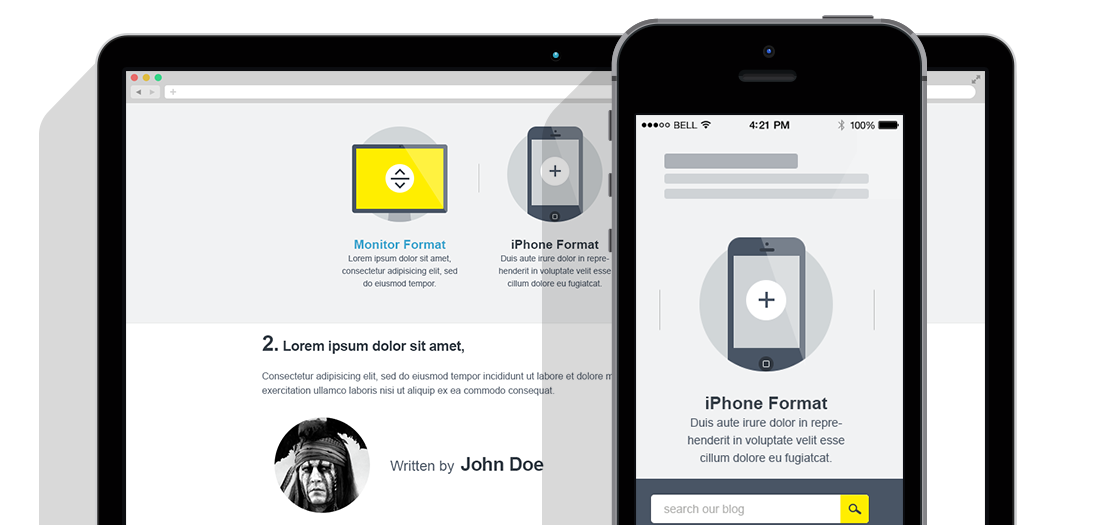 Monitor Format
Lorem ipsum dolor sit amet,
consectetur adipisicing elit, sed
do eiusmod tempor.
iPhone Format
Duis aute irure dolor in repre-
henderit in voluptate velit esse
cillum dolore eu fugiatcat.
2. Lorem ipsum dolor sit amet,
Consectetur adipisicing elit, sed do eiusmod tempor incididunt ut labore et dolore
exercitation ullamco laboris nisi ut aliquip ex ea commodo consequat.
Written by John Doe
BELL 4:21 PM 100%
iPhone Format
Duis aute irure dolor in repre-
henderit in voluptate velit esse
cillum dolore eu fugiatcat.
search our blog